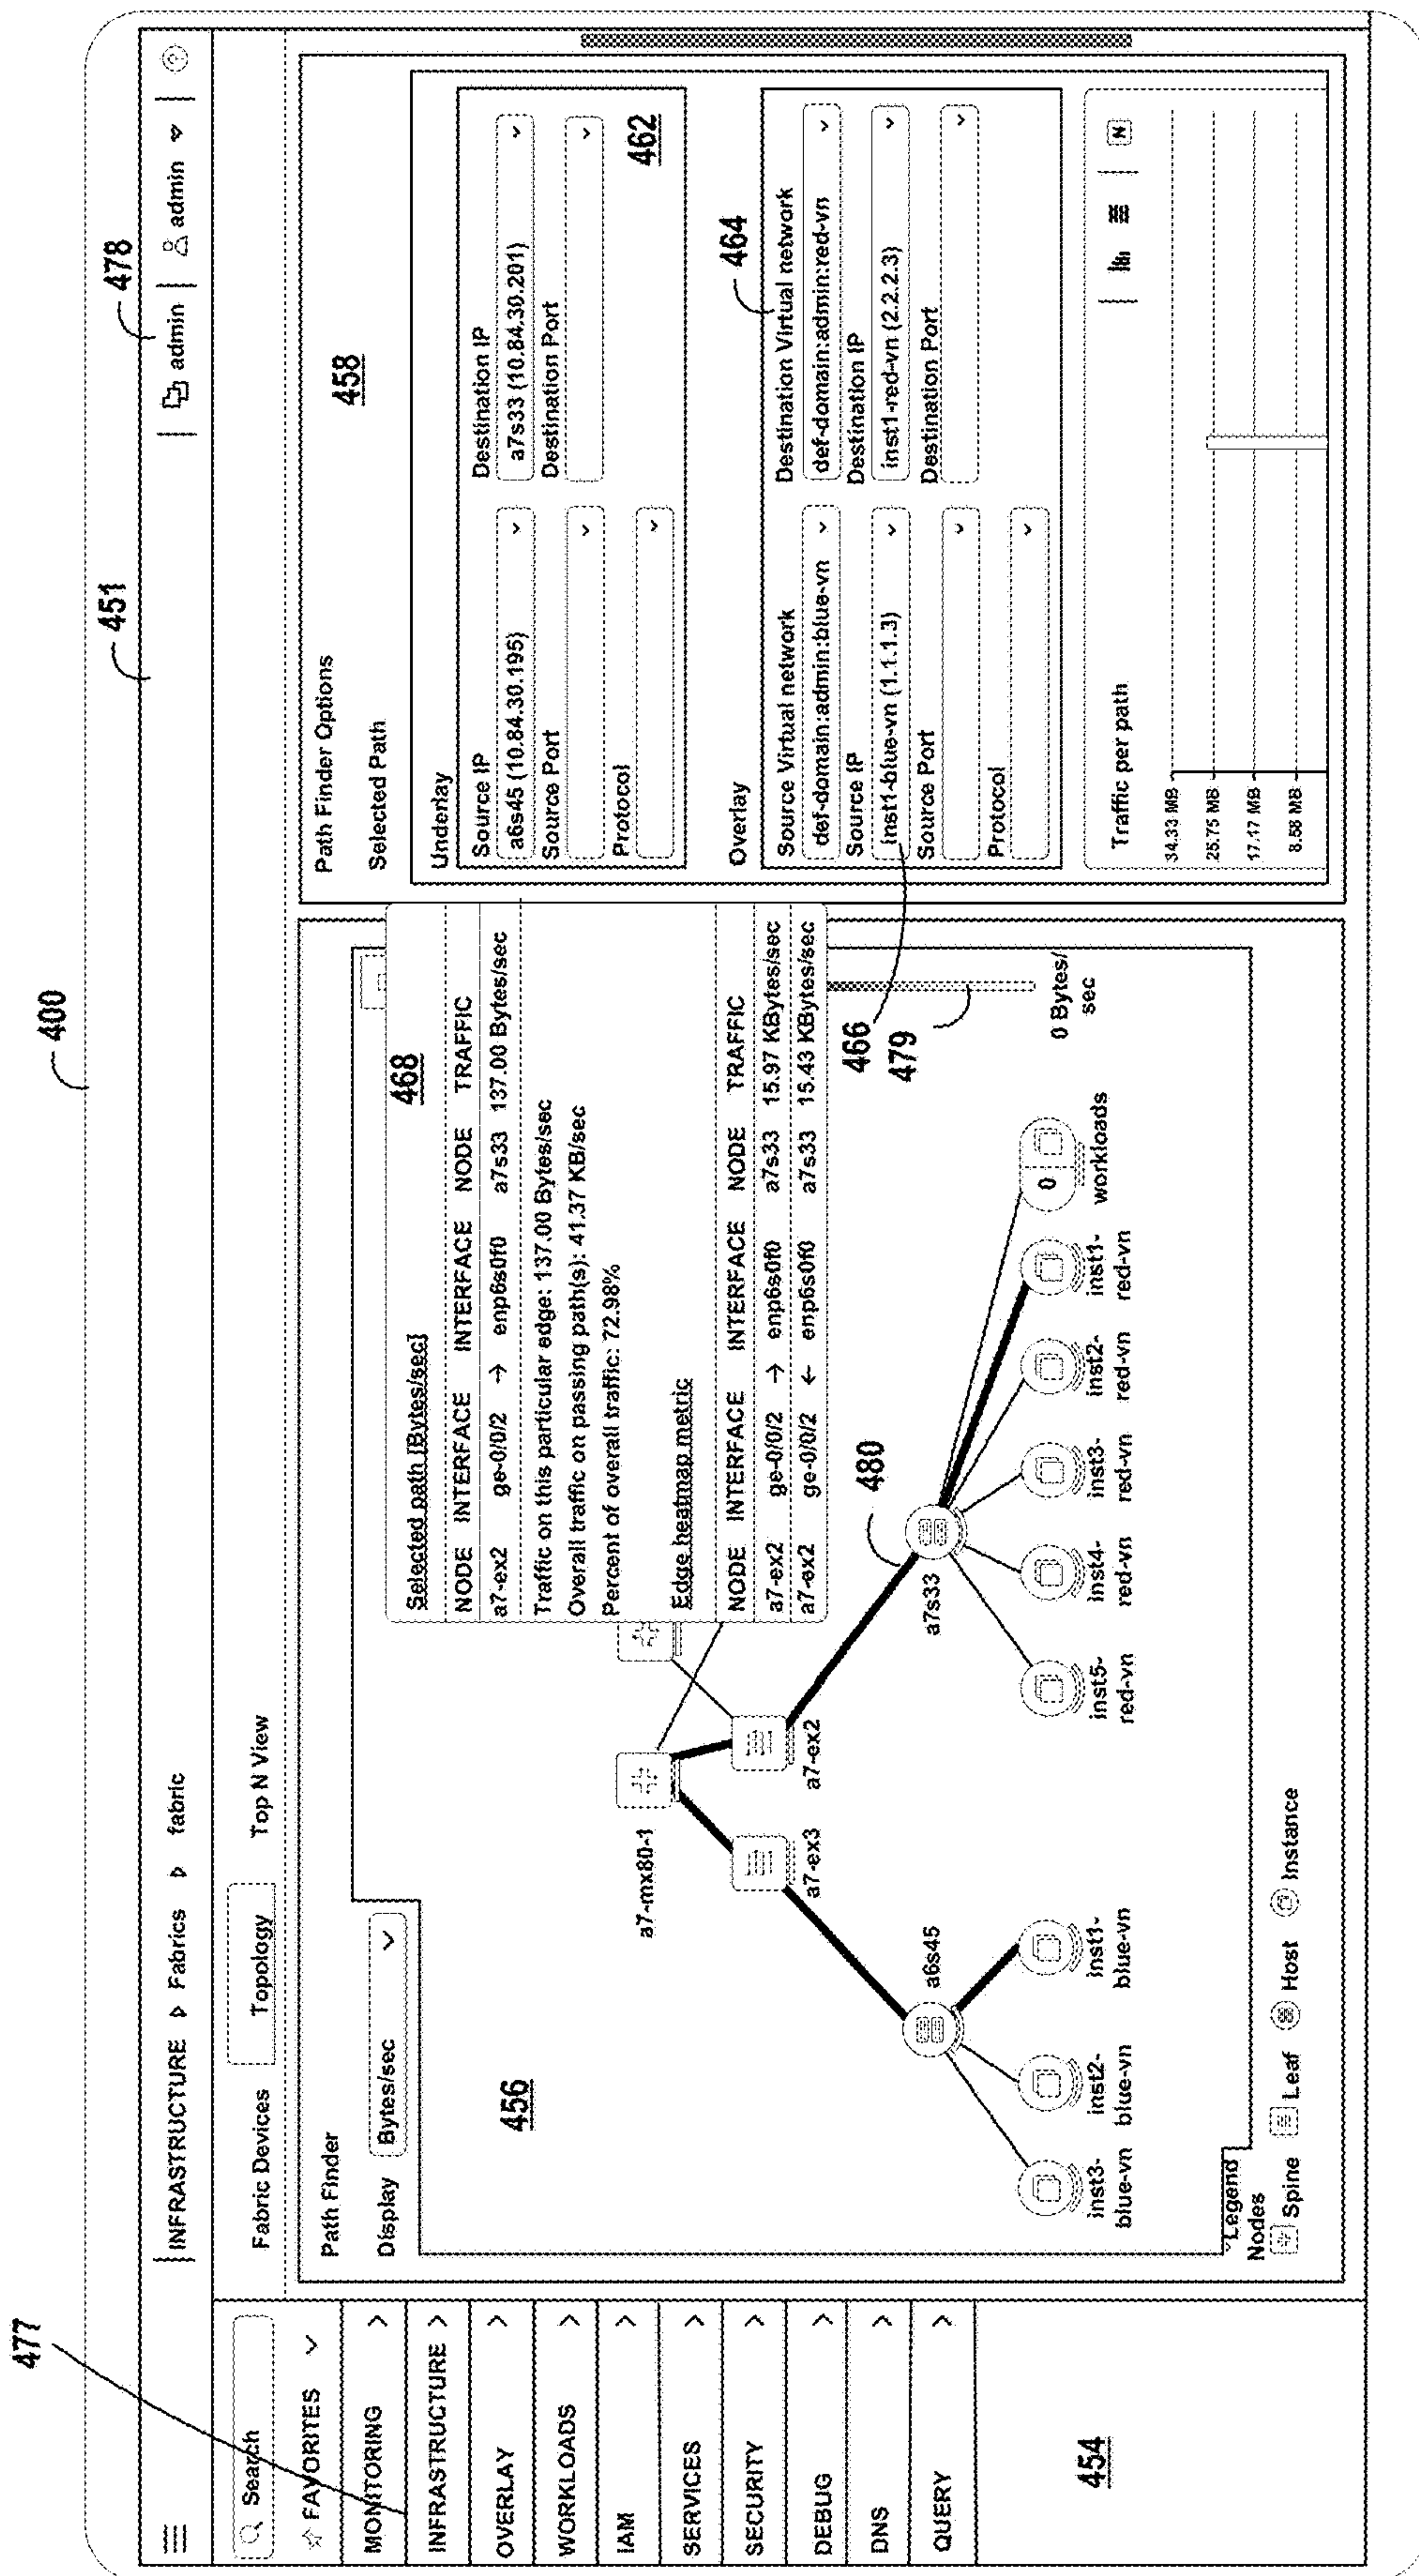 400
451
478
477
INFRASTRUCTURE Fabrics fabric
admin admin
Search
FAVORITES
MONITORING
INFRASTRUCTURE
OVERLAY
WORKLOADS
IAM
SERVICES
SECURITY
DEBUG
DNS
QUERY
454
Fabric Devices Topology Top N View
Path Finder
Display Bytes/sec
456
a7-mx80-1
a7-ex3
a7-ex2
a6s45
a7s33
480
inst3-
blue-vn
inst2-
blue-vn
inst1-
blue-vn
inst5-
red-vn
inst4-
red-vn
inst3-
red-vn
inst2-
red-vn
inst1-
red-vn
0
workloads
0 Bytes/
sec
466
479
Legend
Nodes
Spine Leaf Host Instance
468
Selected path [Bytes/sec]
NODE INTERFACE INTERFACE NODE TRAFFIC
a7-ex2 ge-0/0/2 → enp6s0f0 a7s33 137.00 Bytes/sec
Traffic on this particular edge: 137.00 Bytes/sec
Overall traffic on passing path(s): 41.37 KB/sec
Percent of overall traffic: 72.98%
Edge heatmap metric
NODE INTERFACE INTERFACE NODE TRAFFIC
a7-ex2 ge-0/0/2 → enp6s0f0 a7s33 15.97 KBytes/sec
a7-ex2 ge-0/0/2 ← enp6s0f0 a7s33 15.43 KBytes/sec
Path Finder Options
458
Selected Path
Underlay
Source IP Destination IP
a6s45 (10.84.30.195) a7s33 (10.84.30.201)
Source Port Destination Port
Protocol
462
Overlay
464
Source Virtual network Destination Virtual network
def-domain:admin:blue-vn def-domain:admin:red-vn
Source IP Destination IP
inst1-blue-vn (1.1.1.3) inst1-red-vn (2.2.2.3)
Source Port Destination Port
Protocol
Traffic per path
34.33 MB
25.75 MB
17.17 MB
8.58 MB